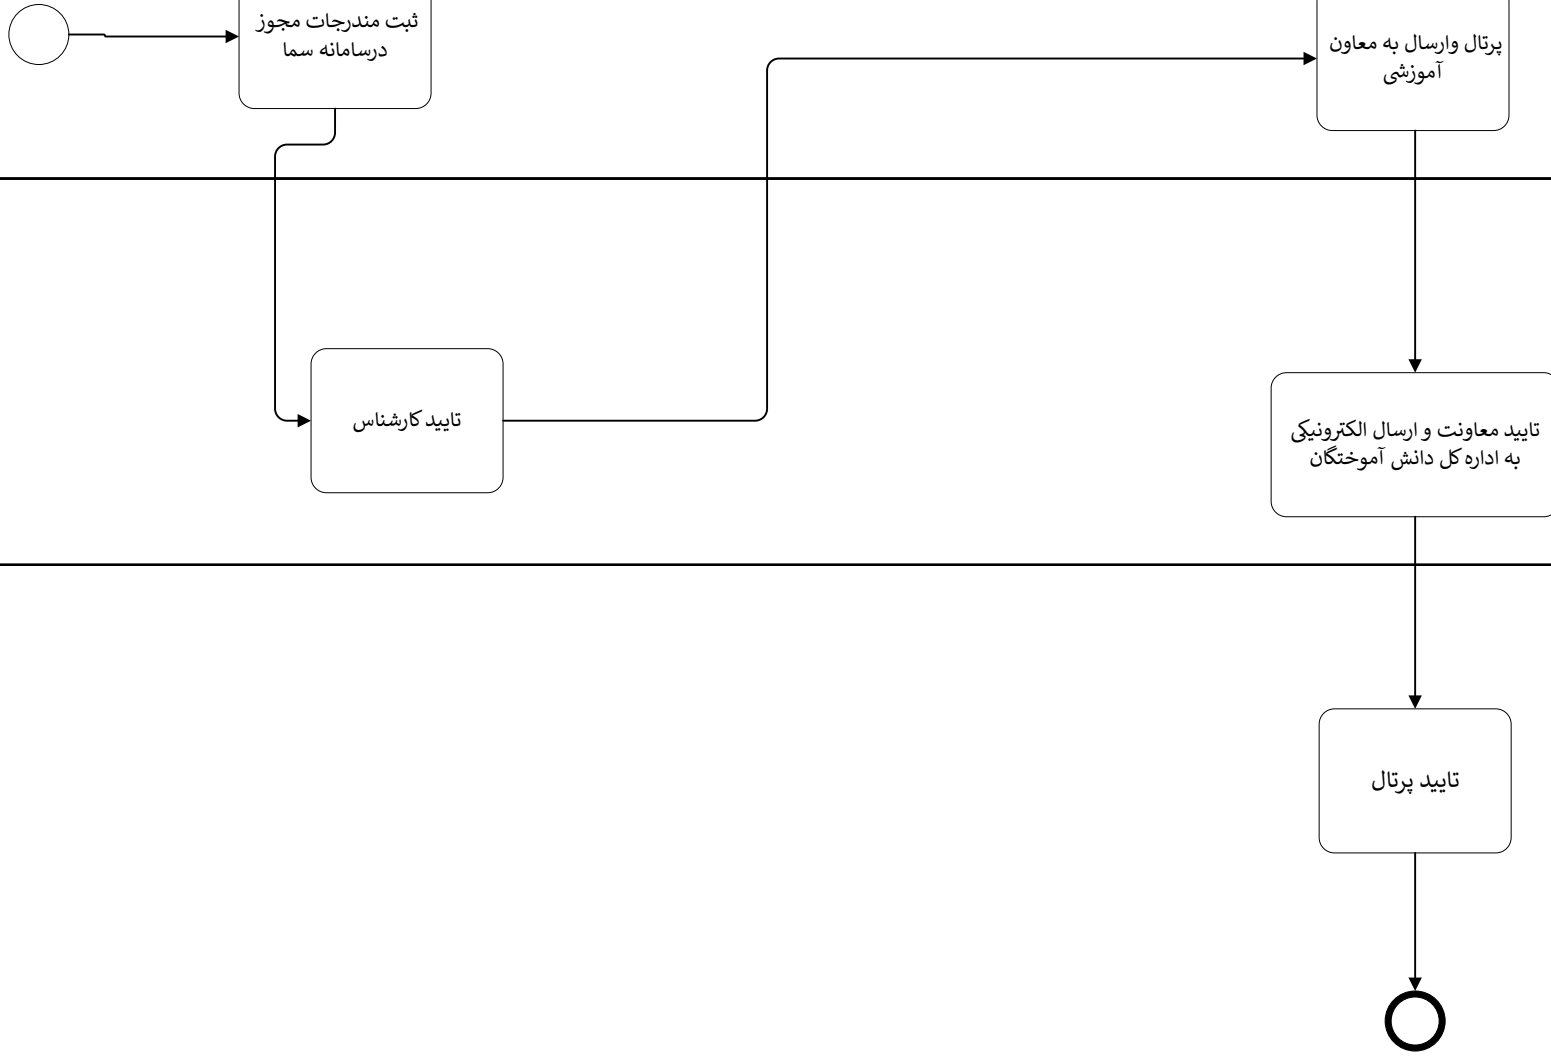 ثبت مندرجات مجوز
درسامانه سما
پرتال وارسال به معاون
آموزشی
تایید کارشناس
تایید معاونت و ارسال الکترونیکی
به اداره کل دانش آموختگان
تایید پرتال